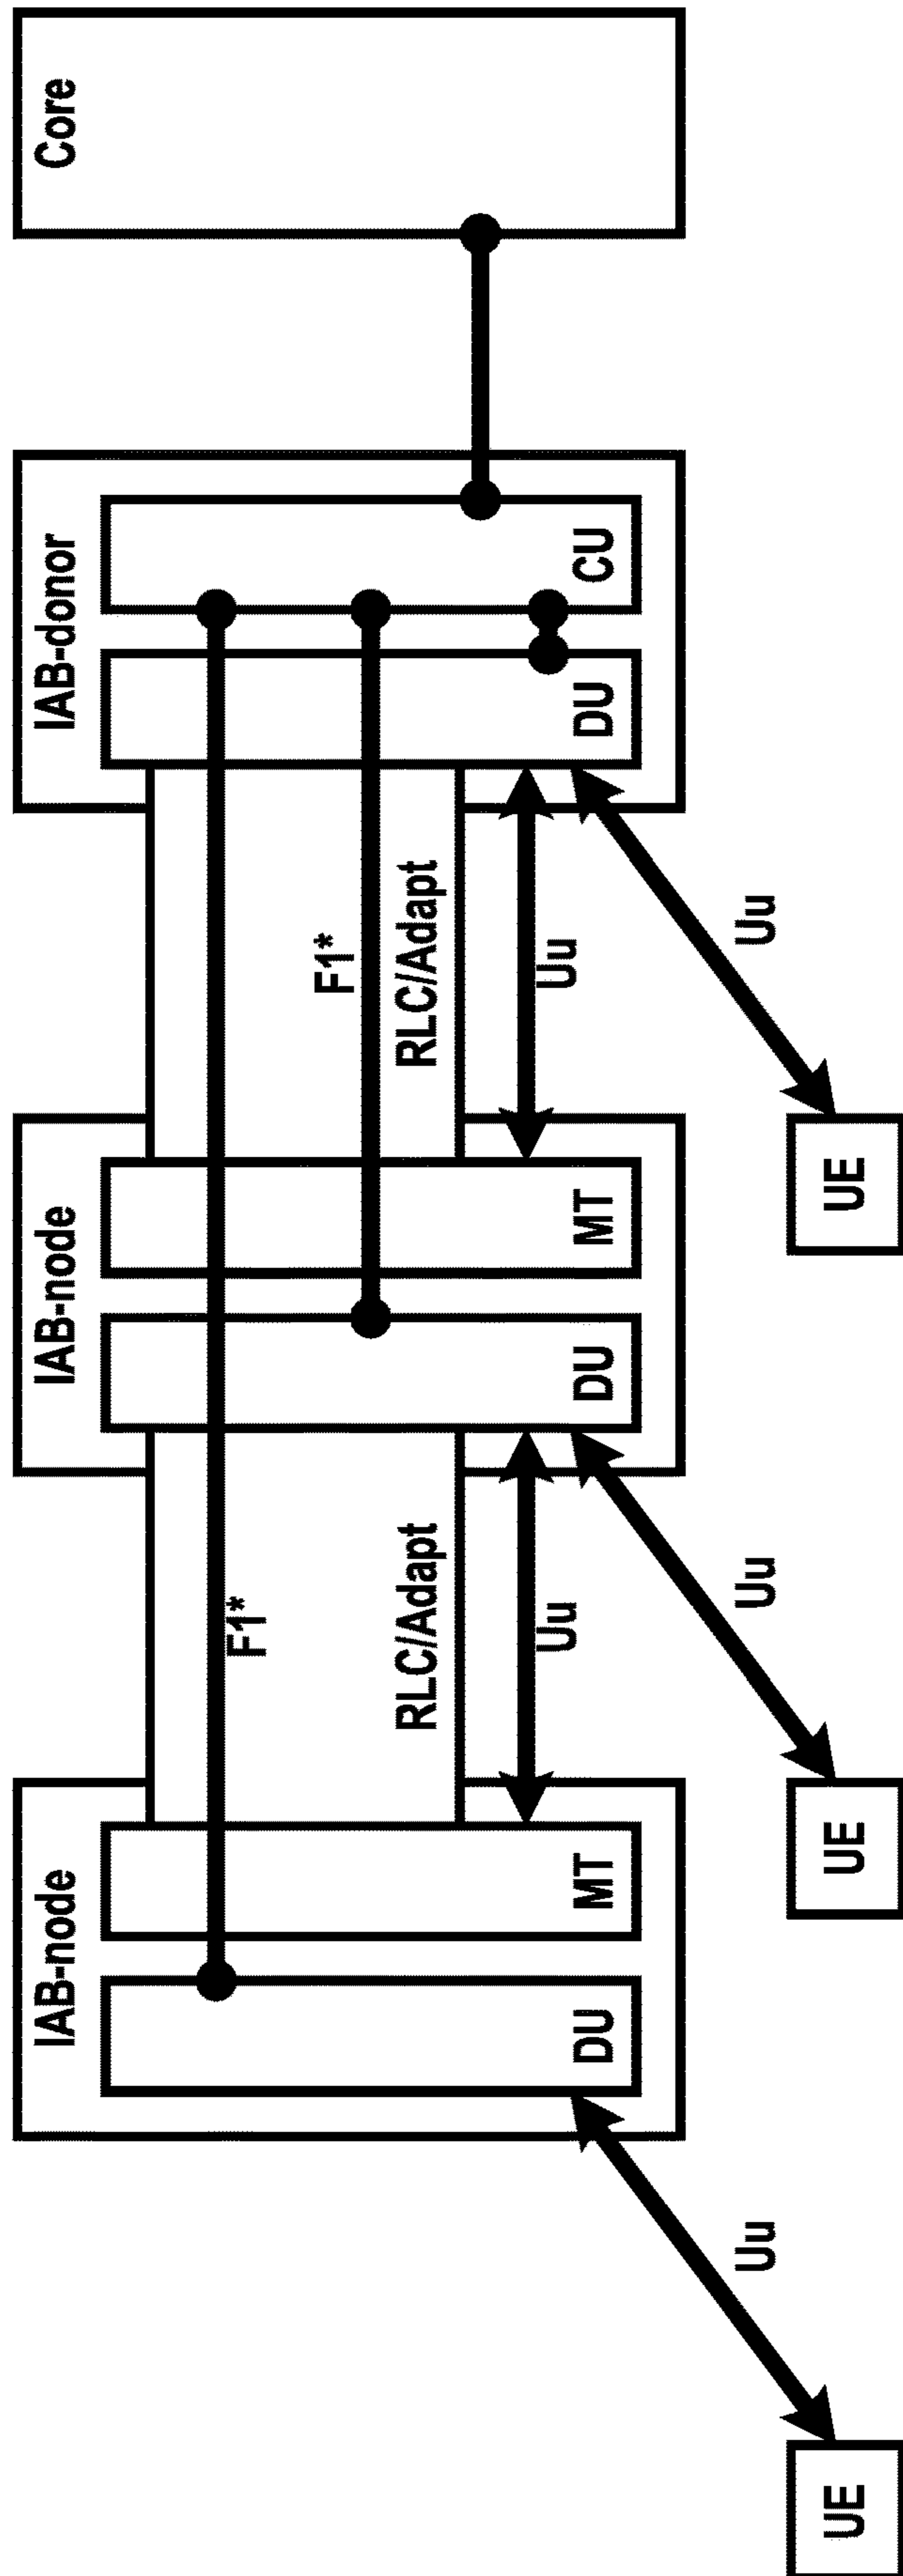 IAB-node
IAB-node
IAB-donor
Core
F1*
F1*
RLC/Adapt
RLC/Adapt
Uu
Uu
DU
MT
DU
MT
DU
CU
Uu
Uu
Uu
UE
UE
UE